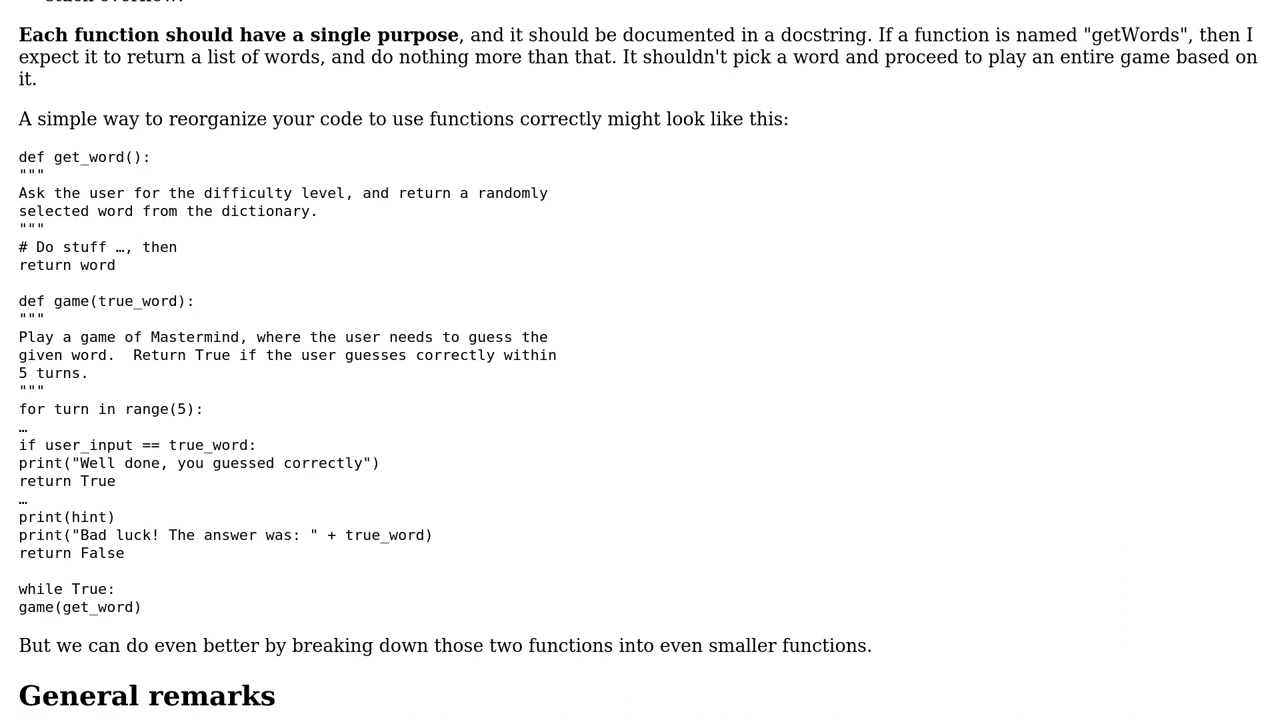 Each function should have a single purpose, and it should be documented in a docstring. If a function is named "getWords", then I
expect it to return a list of words, and do nothing more than that. It shouldn't pick a word and proceed to play an entire game based on
it.
A simple way to reorganize your code to use functions correctly might look like this:
def get_word():
"""
Ask the user for the difficulty level, and return a randomly
selected word from the dictionary.
"""
# Do stuff …, then
return word
def game(true_word):
"""
Play a game of Mastermind, where the user needs to guess the
given word.  Return True if the user guesses correctly within
5 turns.
"""
for turn in range(5):
…
if user_input == true_word:
print("Well done, you guessed correctly")
return True
…
print(hint)
print("Bad luck! The answer was: " + true_word)
return False
while True:
game(get_word)
But we can do even better by breaking down those two functions into even smaller functions.
General remarks